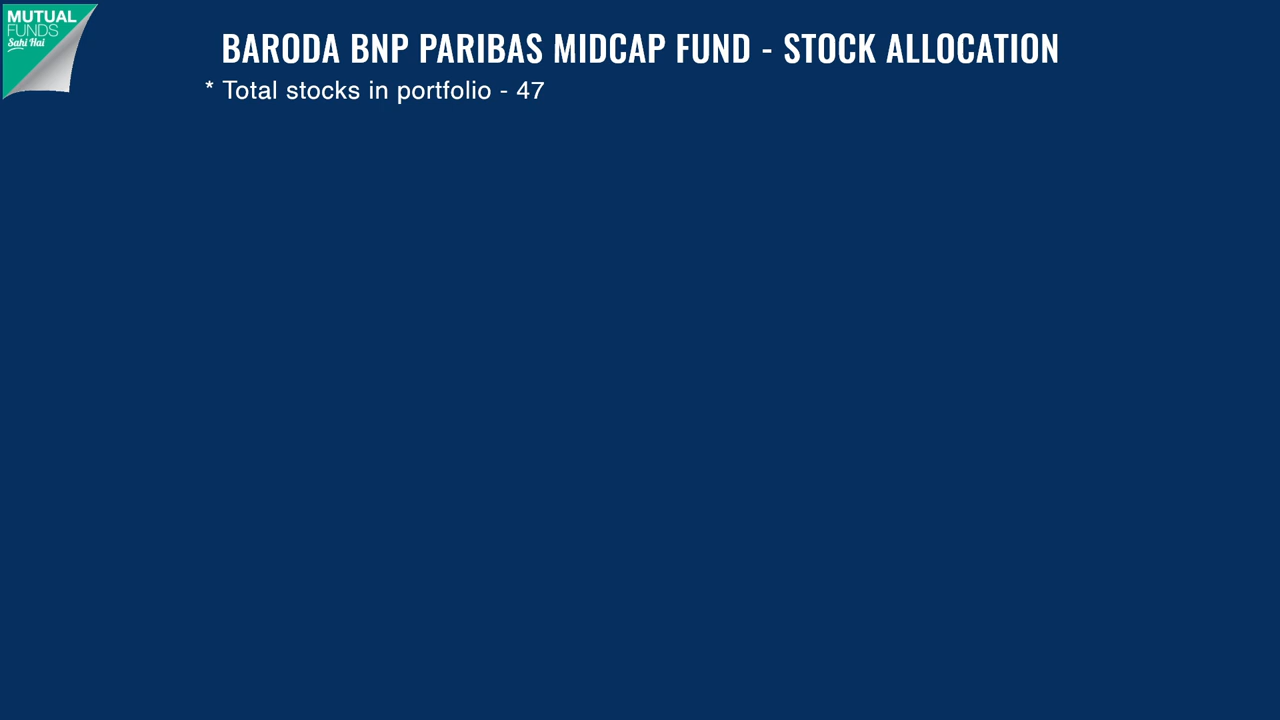 MUTUAL
FUNDS
Sahi Hai
BARODA BNP PARIBAS MIDCAP FUND - STOCK ALLOCATION
* Total stocks in portfolio - 47